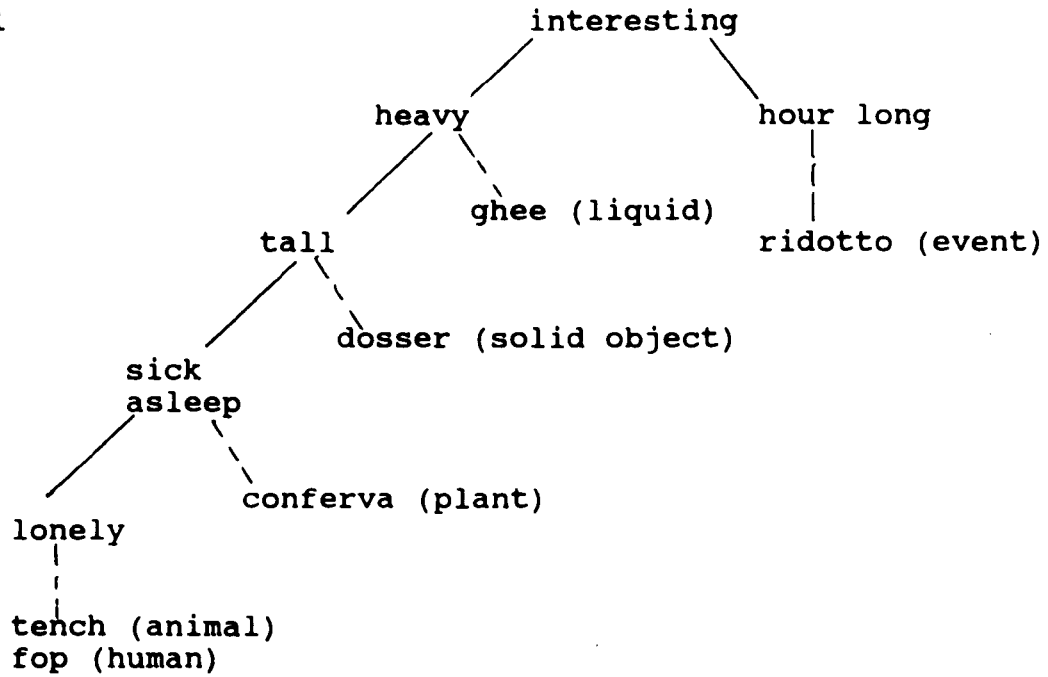 interesting
heavy hour long
ghee (liquid)
tall ridotto (event)
dosser (solid object)
sick
asleep
conferva (plant)
lonely
tench (animal)
fop (human)